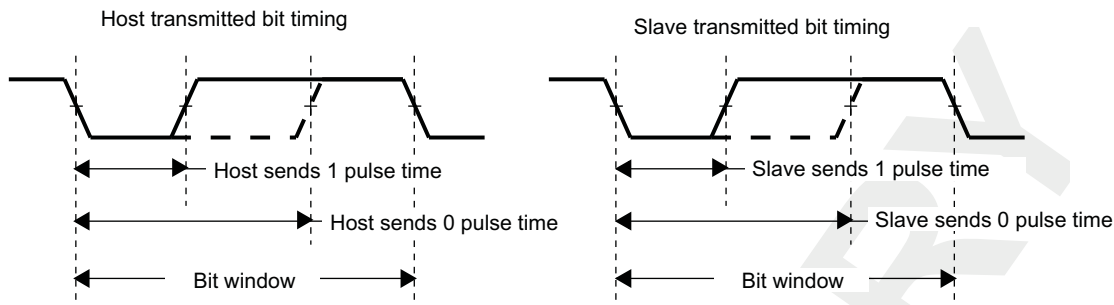 Host transmitted bit timing
Slave transmitted bit timing
Host sends 1 pulse time
Host sends 0 pulse time
Bit window
Slave sends 1 pulse time
Slave sends 0 pulse time
Bit window